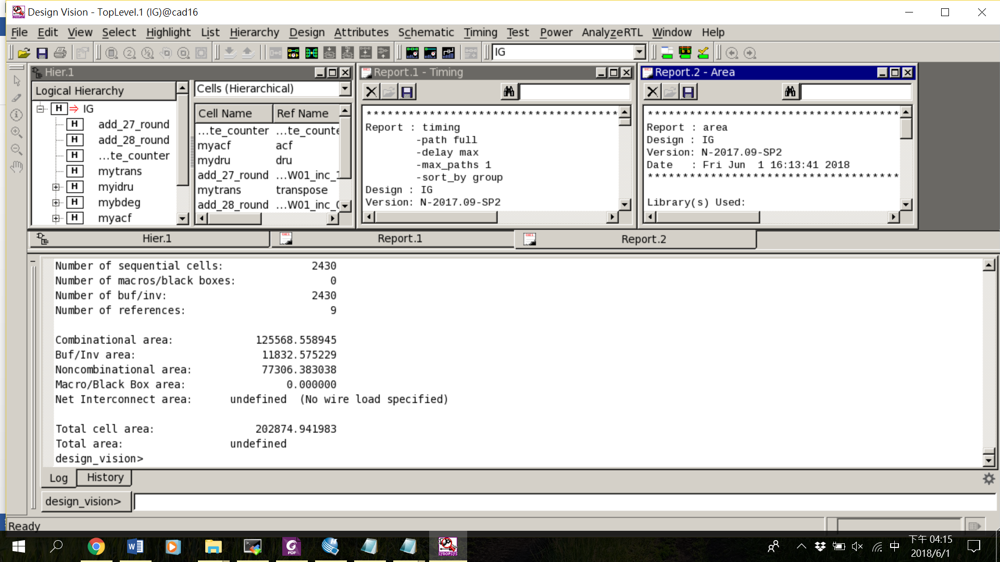 Design Vision - TopLevel.1 (IG)@cad16
File Edit View Select Highlight List Hierarchy Design Attributes Schematic Timing Test Power AnalyzeRTL Window Help
IG
Hier.1
Logical Hierarchy
IG
add_27_round
add_28_round
...te_counter
mytrans
myidru
mybdeg
myacf
Cells (Hierarchical)
Cell Name Ref Name
...te_counter ...te_counte
myacf acf
mydru dru
add_27_round ...W01_inc_1
mytrans transpose
add_28_round ...W01_inc_0
Report.1 - Timing
************************************
Report : timing
-path full
-delay max
-max_paths 1
-sort_by group
Design : IG
Version: N-2017.09-SP2
Report.2 - Area
************************************
Report : area
Design : IG
Version: N-2017.09-SP2
Date : Fri Jun 1 16:13:41 2018
************************************
Library(s) Used:
Hier.1 Report.1 Report.2
Number of sequential cells: 2430
Number of macros/black boxes: 0
Number of buf/inv: 2430
Number of references: 9
Combinational area: 125568.558945
Buf/Inv area: 11832.575229
Noncombinational area: 77306.383038
Macro/Black Box area: 0.000000
Net Interconnect area: undefined (No wire load specified)
Total cell area: 202874.941983
Total area: undefined
design_vision>
Log History
design_vision>
Ready
PDF
SYNOPSYS
中
下午 04:15
2018/6/1